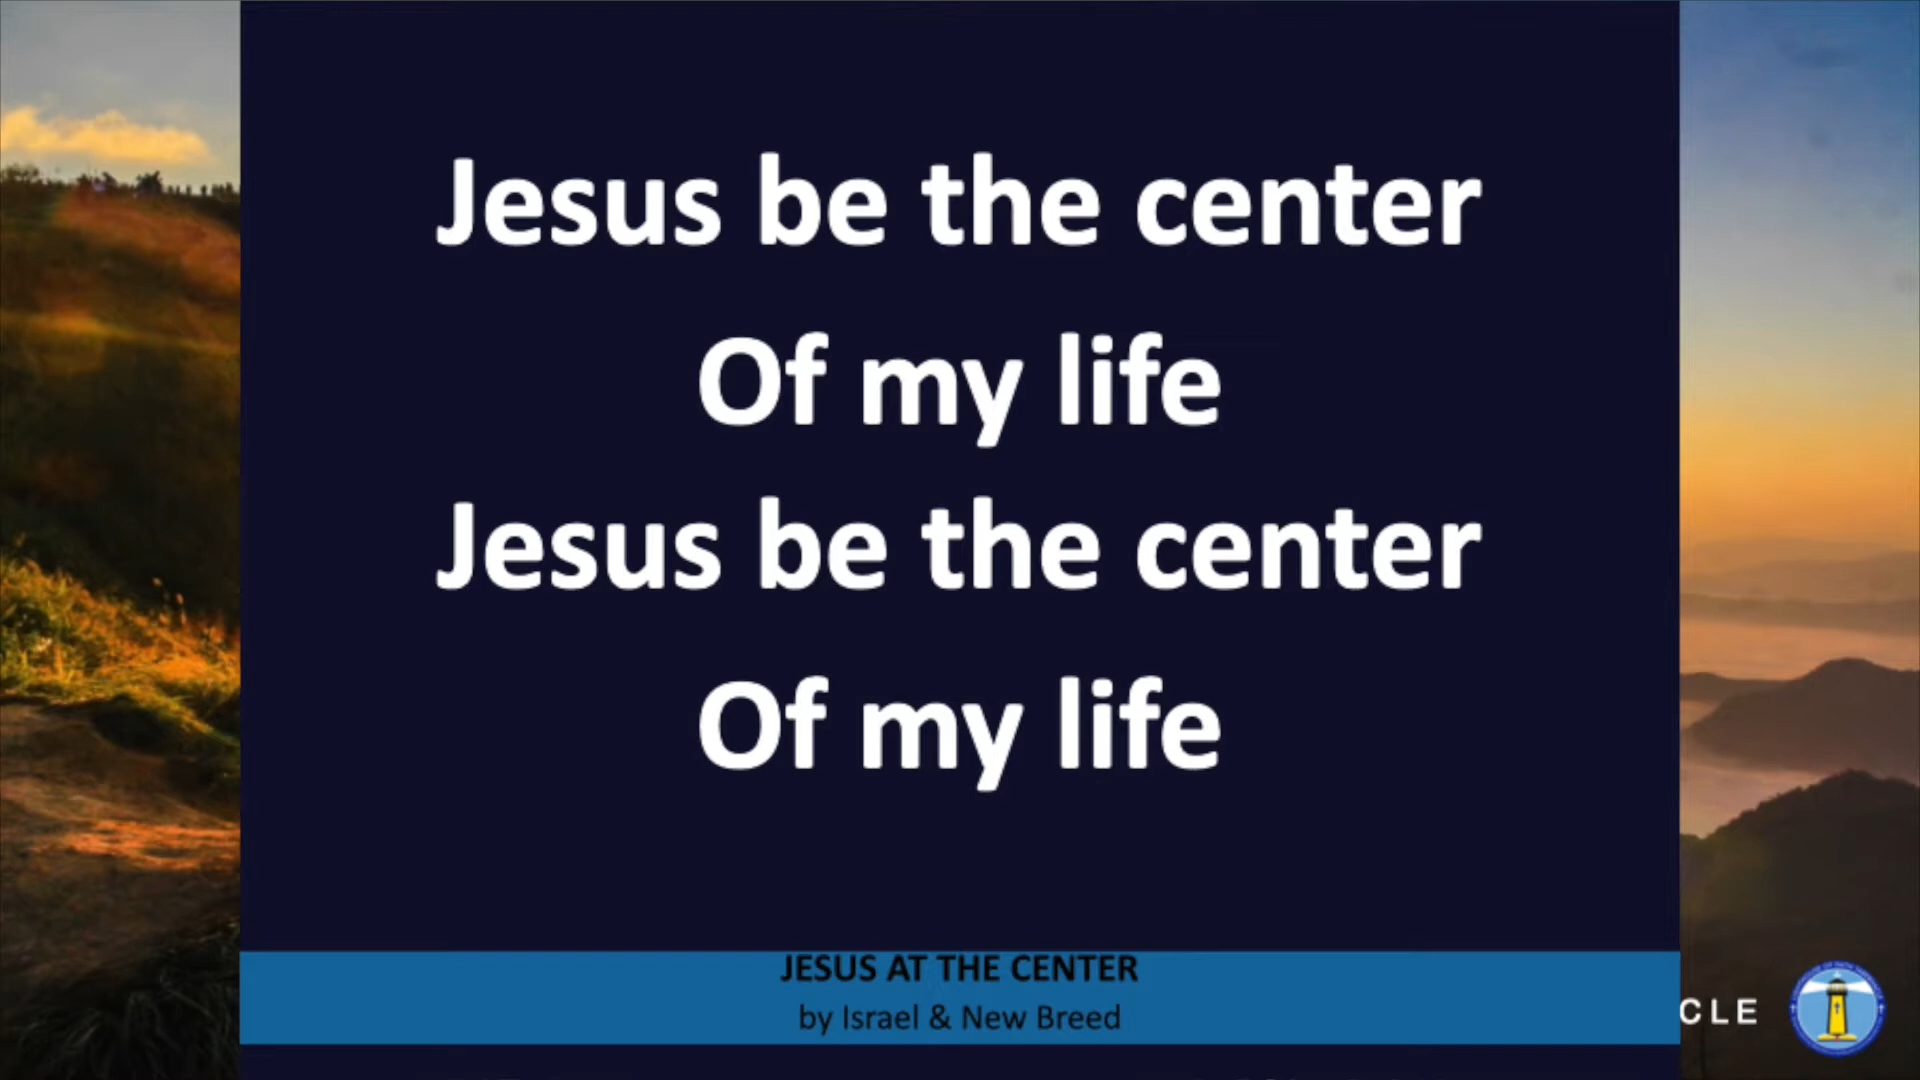 Jesus be the center
Of my life
Jesus be the center
Of my life
JESUS AT THE CENTER
by Israel & New Breed
CLE